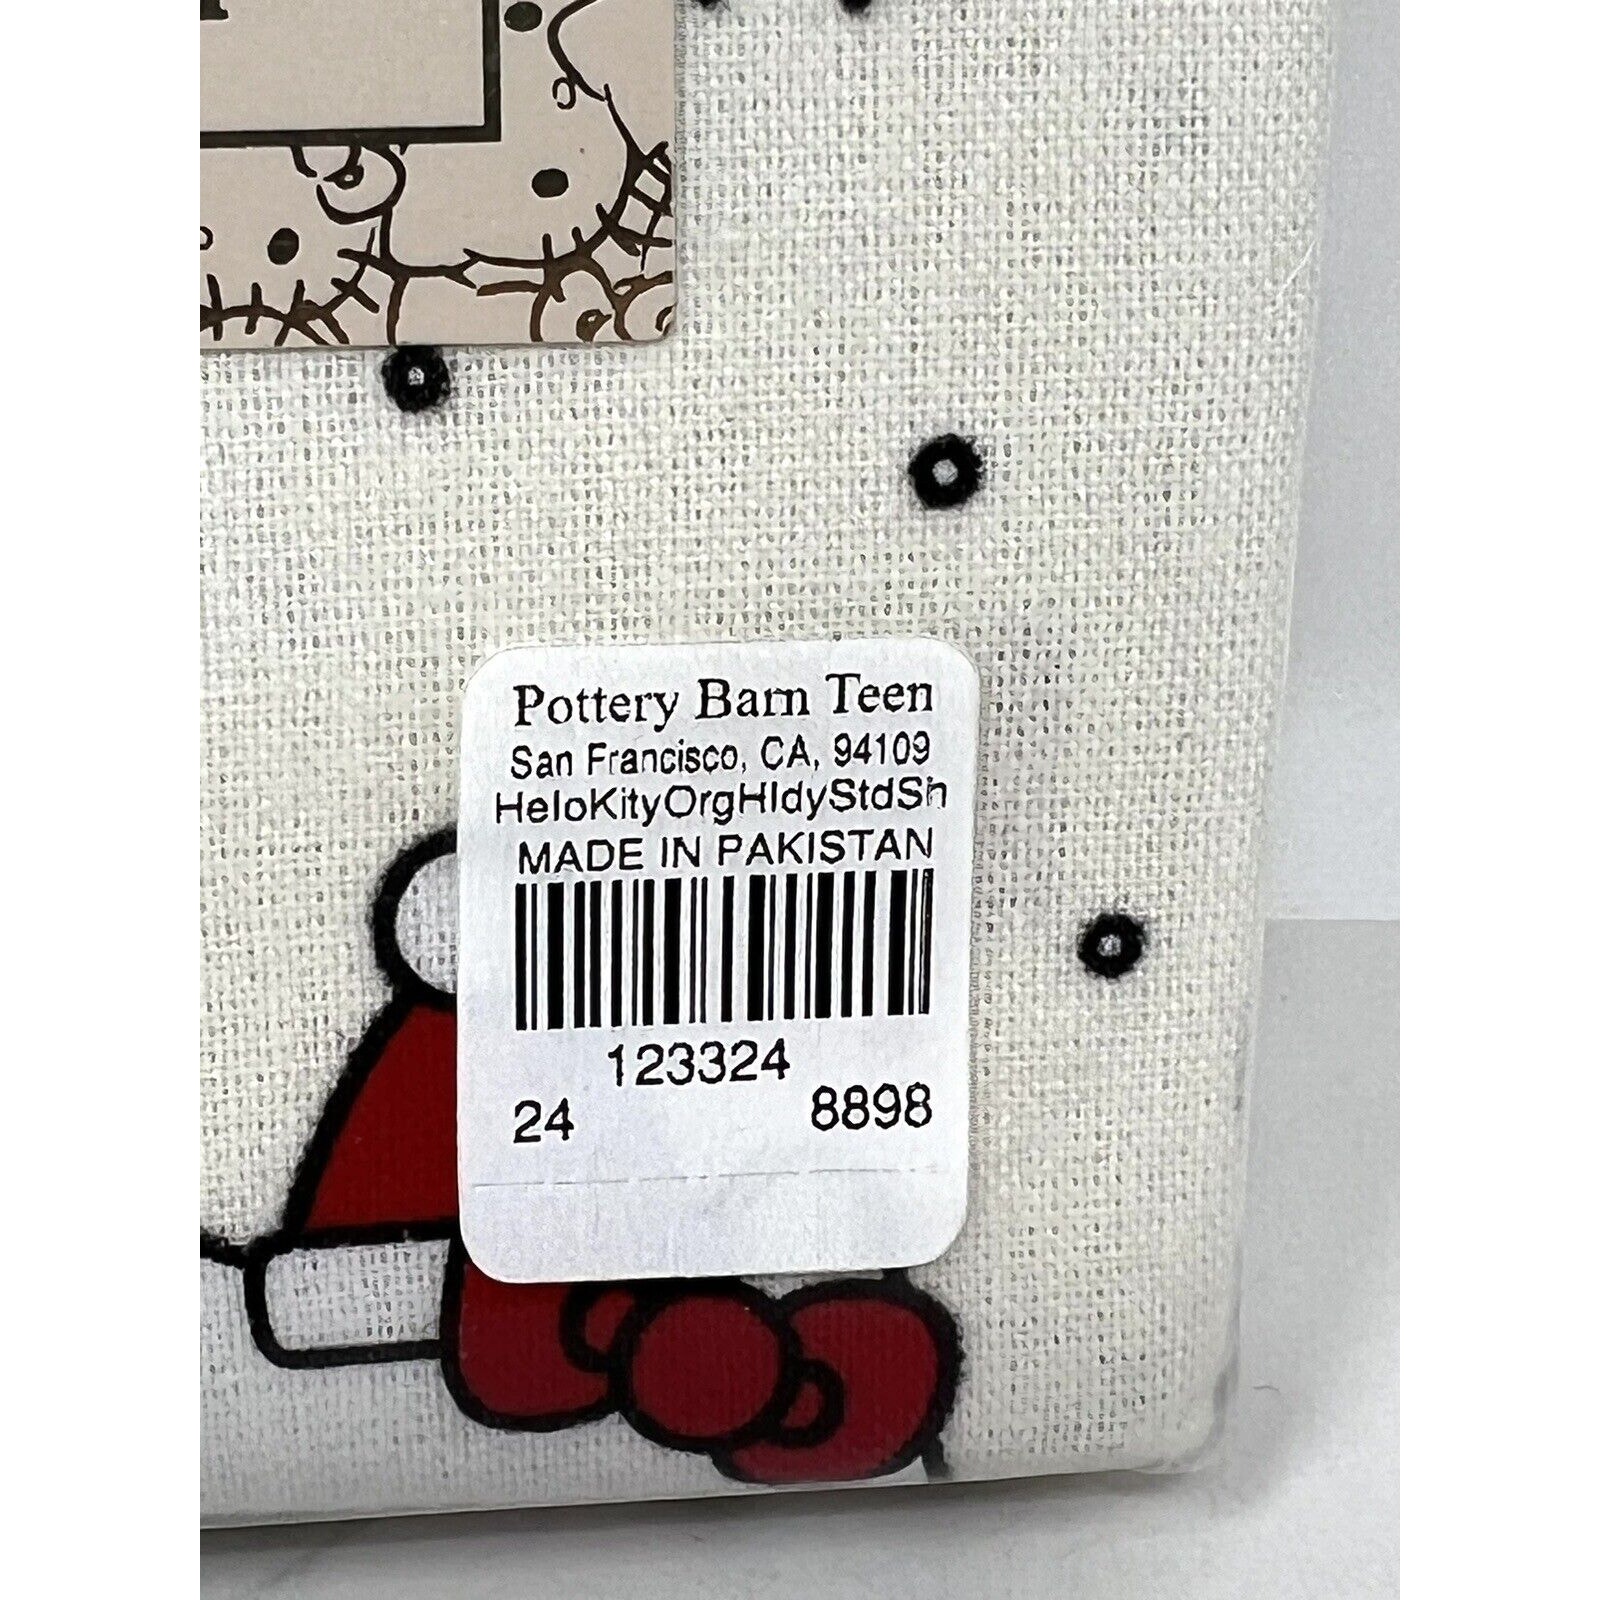 Pottery Barn Teen
San Francisco, CA, 94109
HeloKityOrgHldyStdSh
MADE IN PAKISTAN
123324
24 8898